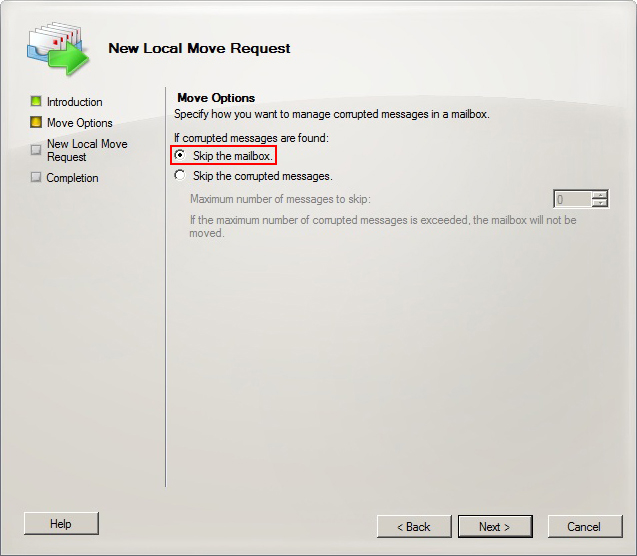 New Local Move Request
Introduction
Move Options
New Local Move
Request
Completion
Move Options
Specify how you want to manage corrupted messages in a mailbox.
If corrupted messages are found:
Skip the mailbox.
Skip the corrupted messages.
Maximum number of messages to skip:
0
If the maximum number of corrupted messages is exceeded, the mailbox will not be
moved.
Help
< Back
Next >
Cancel